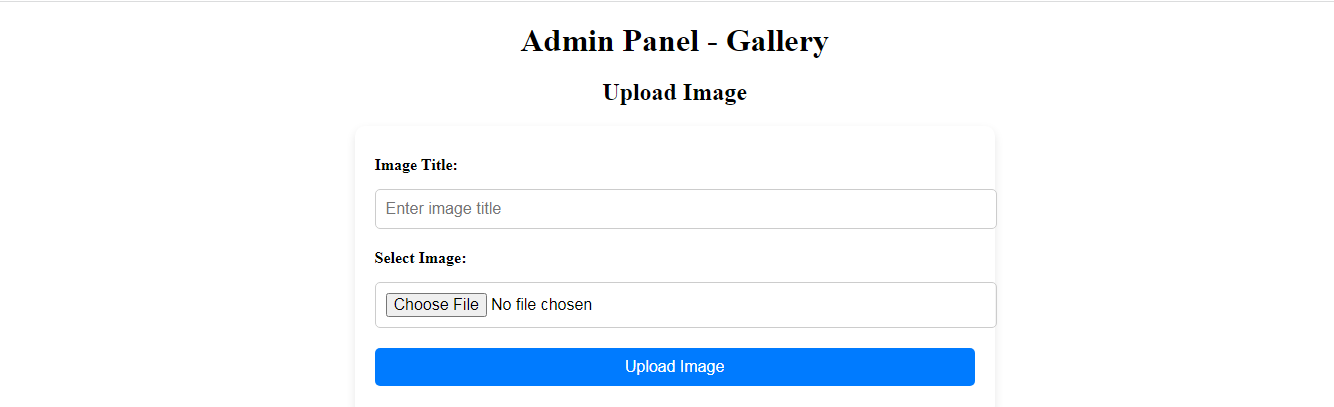 Admin Panel - Gallery
Upload Image
Image Title:
Enter image title
Select Image:
Choose File No file chosen
Upload Image